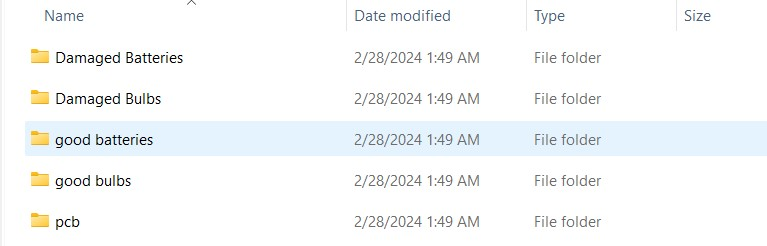 Name Date modified Type Size
Damaged Batteries 2/28/2024 1:49 AM File folder
Damaged Bulbs 2/28/2024 1:49 AM File folder
good batteries 2/28/2024 1:49 AM File folder
good bulbs 2/28/2024 1:49 AM File folder
pcb 2/28/2024 1:49 AM File folder